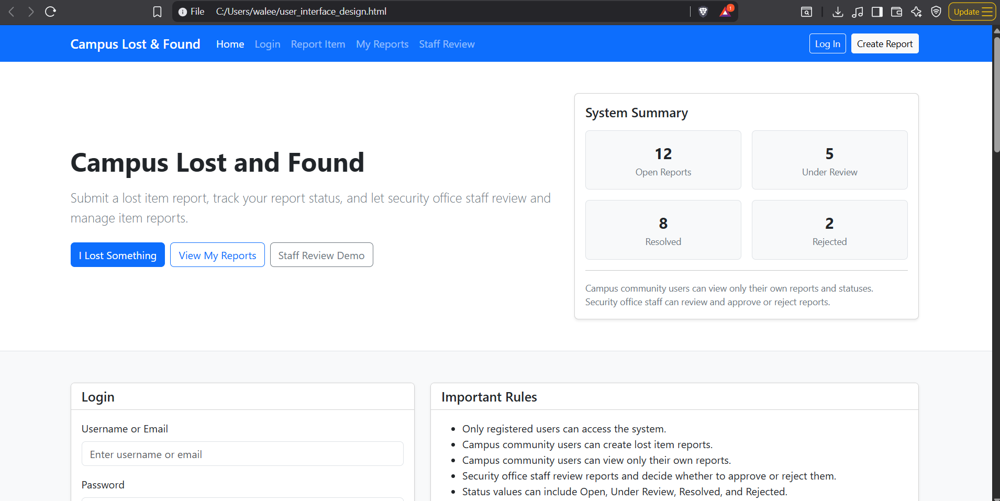 File C:/Users/walee/user_interface_design.html
1
Update
Campus Lost & Found Home Login Report Item My Reports Staff Review Log In Create Report
Campus Lost and Found
Submit a lost item report, track your report status, and let security office staff review and
manage item reports.
I Lost Something View My Reports Staff Review Demo
System Summary
12
Open Reports
5
Under Review
8
Resolved
2
Rejected
Campus community users can view only their own reports and statuses.
Security office staff can review and approve or reject reports.
Login
Username or Email
Enter username or email
Password
Important Rules
• Only registered users can access the system.
• Campus community users can create lost item reports.
• Campus community users can view only their own reports.
• Security office staff review reports and decide whether to approve or reject them.
• Status values can include Open, Under Review, Resolved, and Rejected.